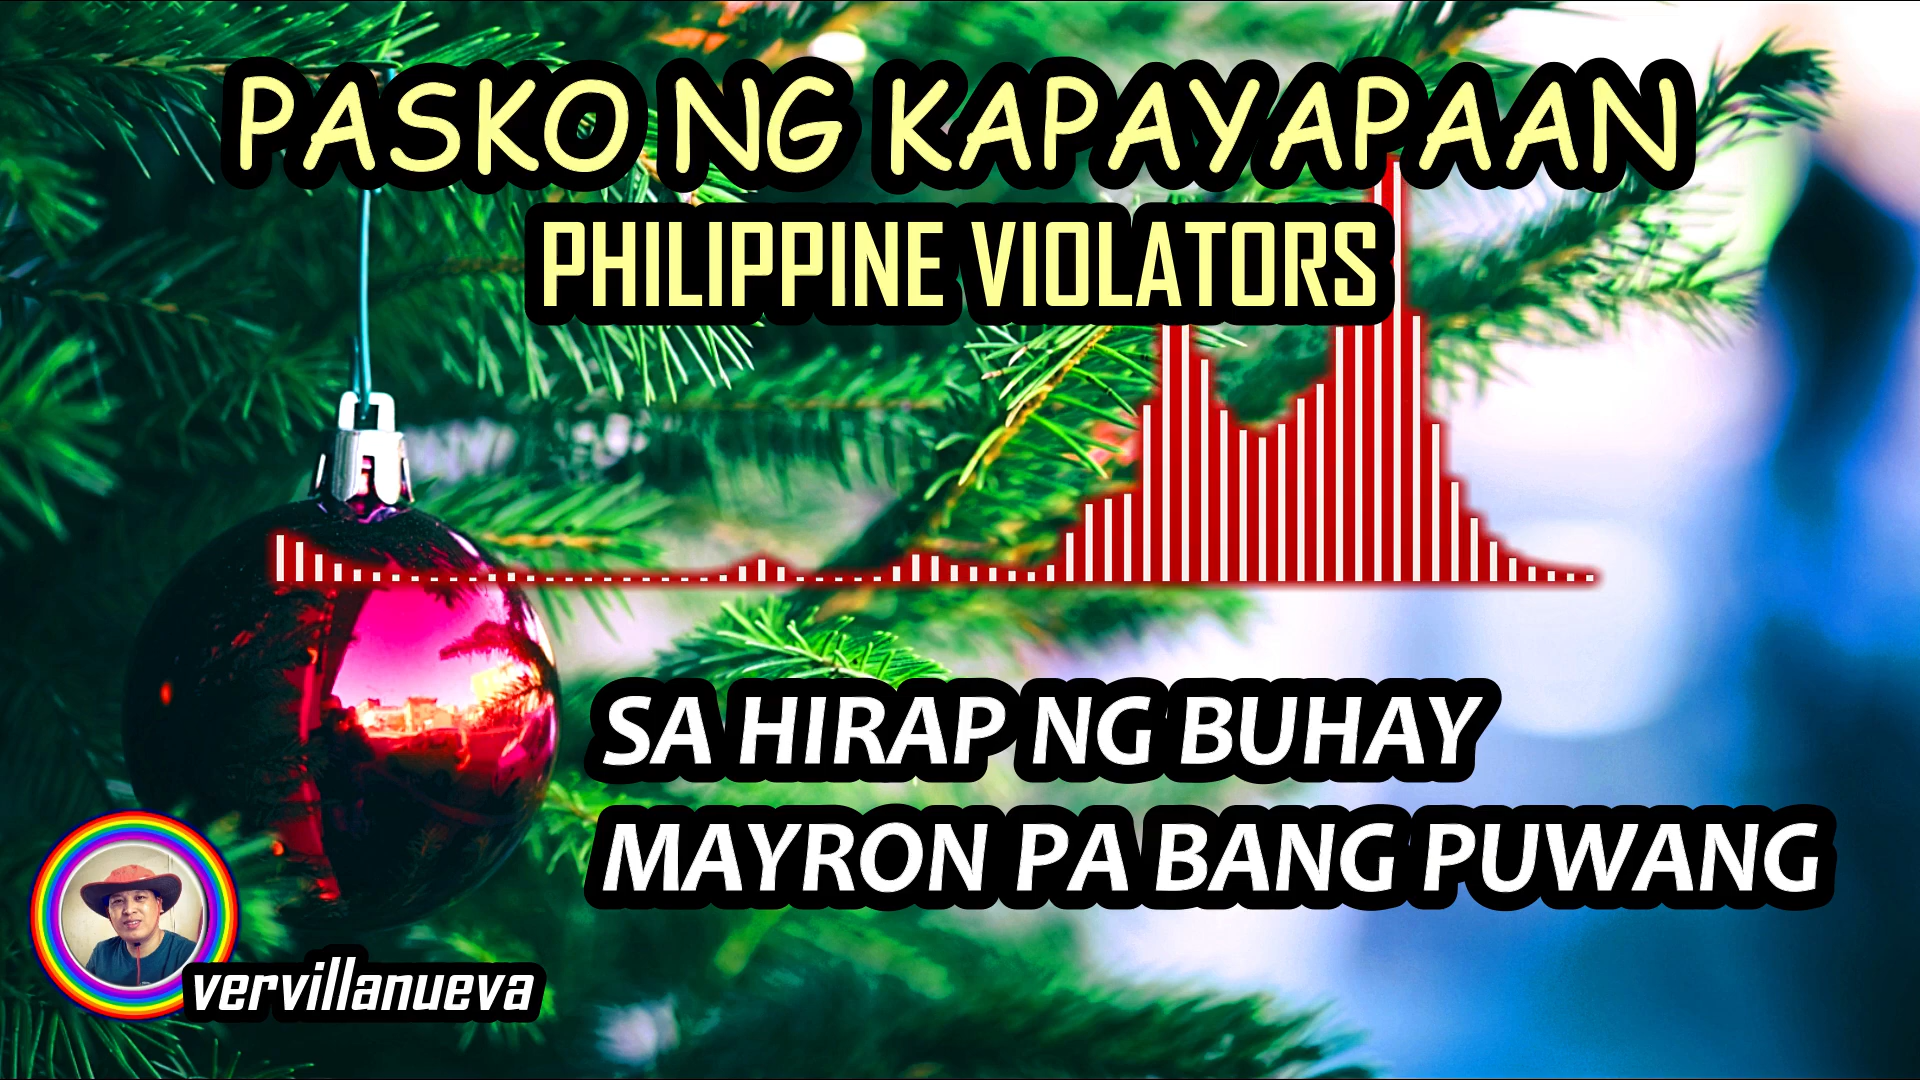 PASKO NG KAPAYAPAAN
PHILIPPINE VIOLATORS
SA HIRAP NG BUHAY
MAYRON PA BANG PUWANG
vervillanueva